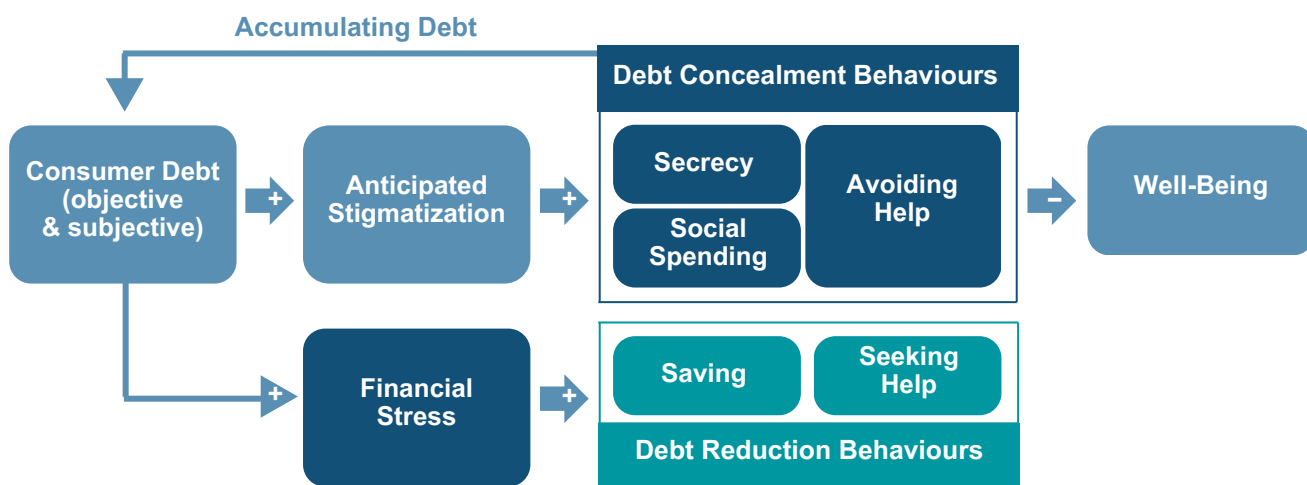 Accumulating Debt
Debt Concealment Behaviours
Consumer Debt
(objective
& subjective)
+
Anticipated
Stigmatization
+
Secrecy
Social
Spending
Avoiding
Help
–
Well-Being
+
Financial
Stress
+
Saving
Seeking
Help
Debt Reduction Behaviours